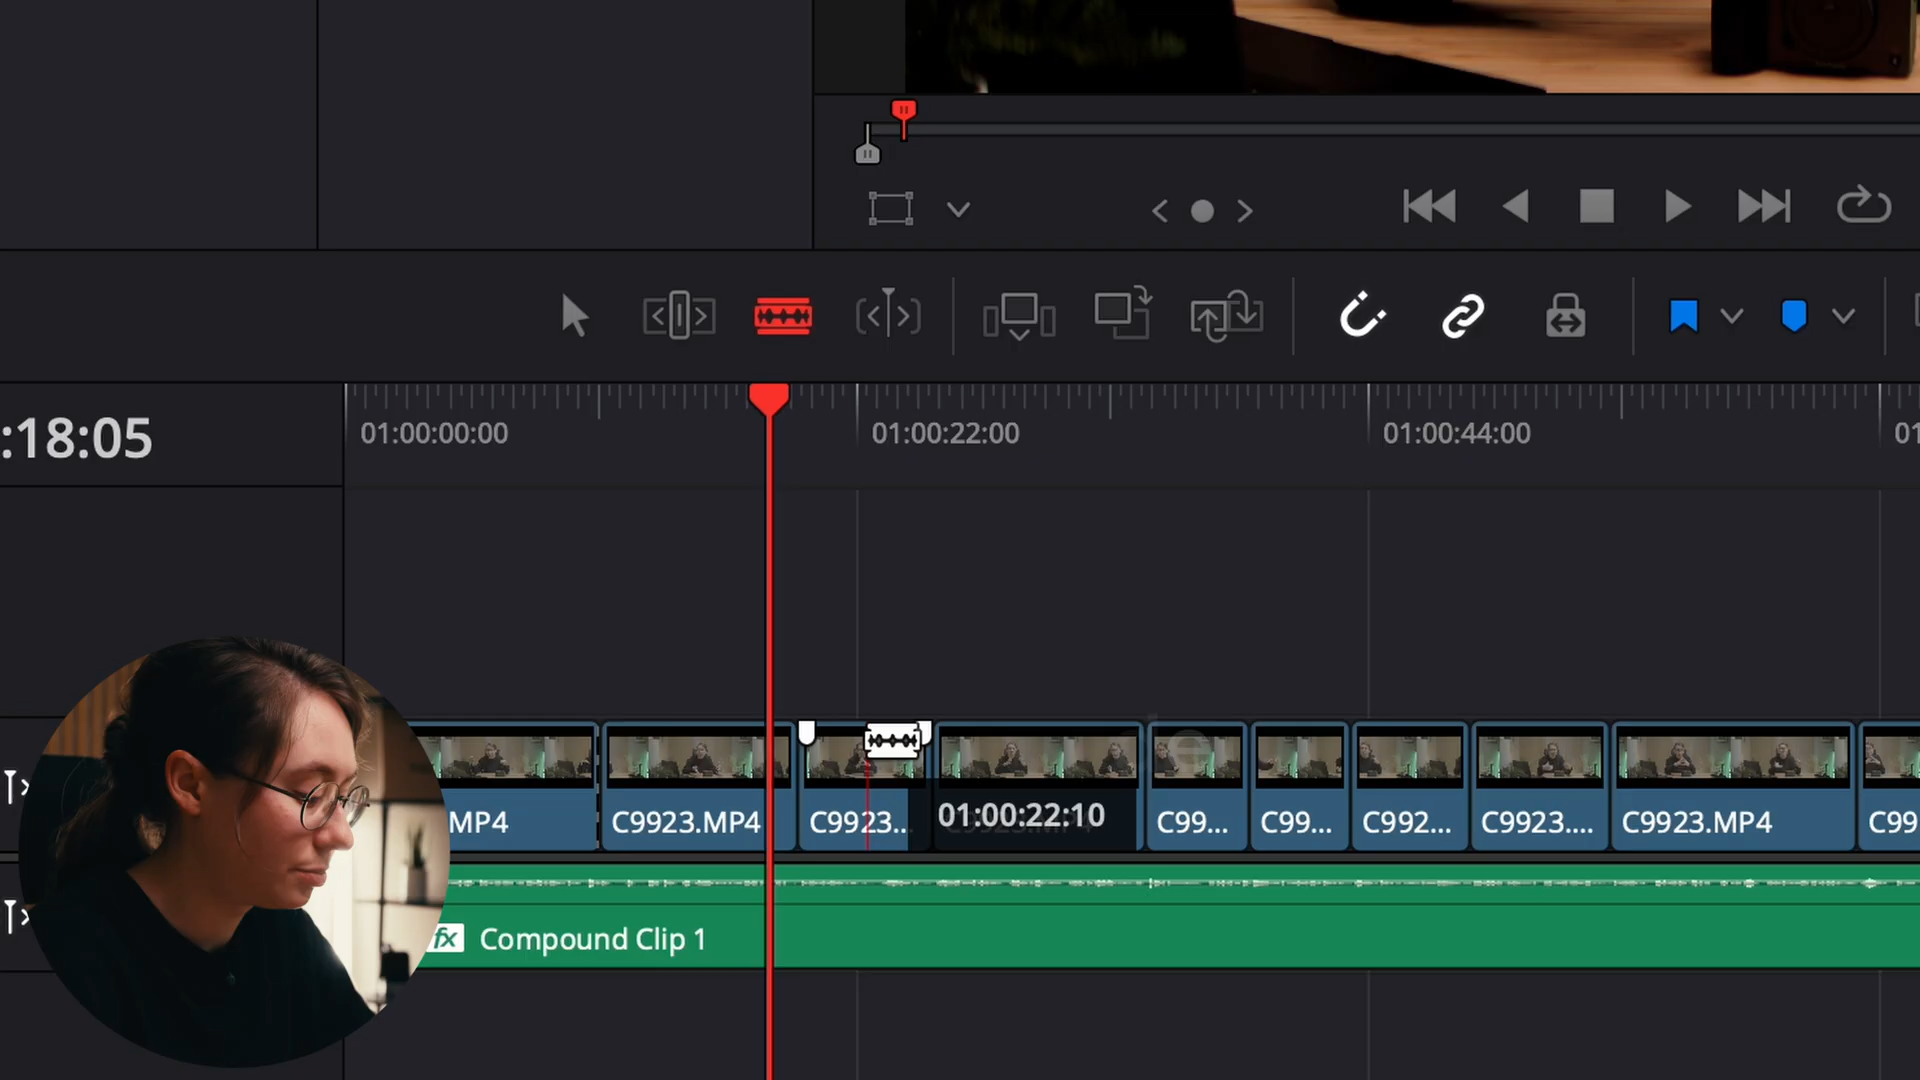 :18:05
01:00:00:00
01:00:22:00
01:00:44:00
MP4
C9923.MP4
C9923..
01:00:22:10
C99...
C99...
C992...
C9923....
C9923.MP4
C99
fx Compound Clip 1